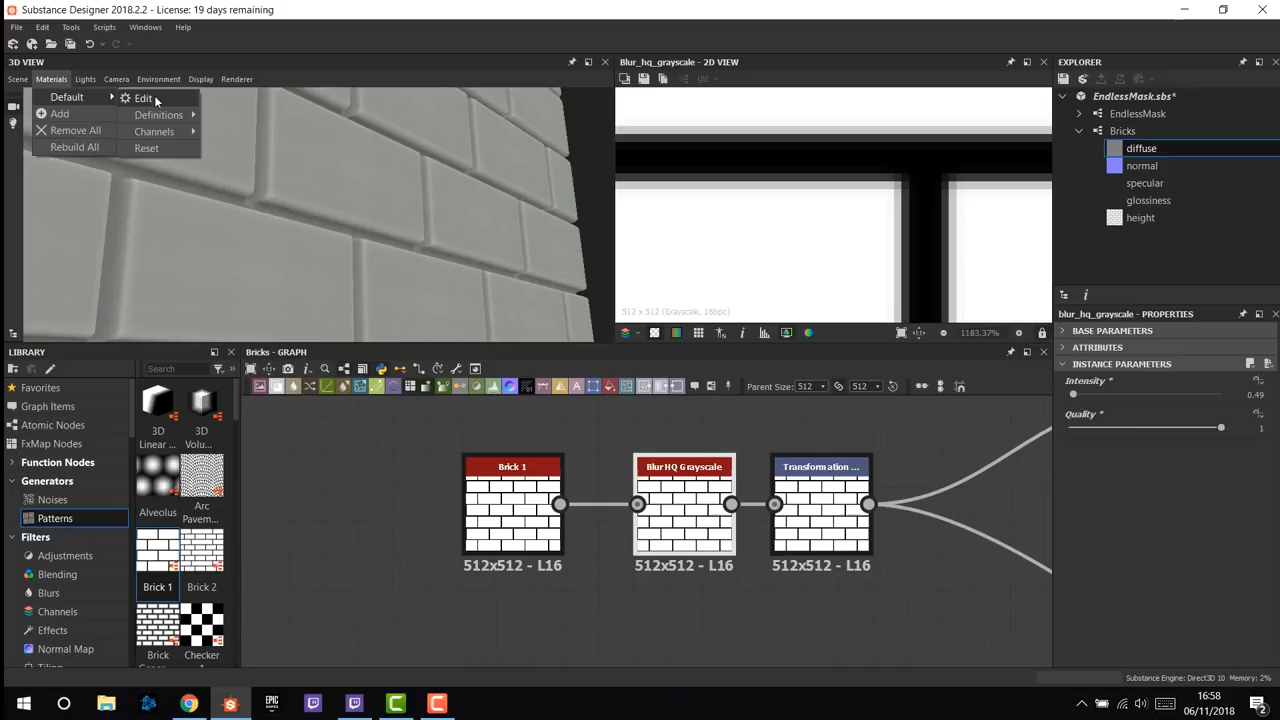 Substance Designer 2018.2.2 - License: 19 days remaining
File Edit Tools Scripts Windows Help
3D VIEW
Scene Materials Lights Camera Environment Display Renderer
Default
Add
Remove All
Rebuild All
Edit
Definitions
Channels
Reset
Blur_hq_grayscale - 2D VIEW
UV
512 x 512 (Grayscale, 16bpc)
1183.37%
EXPLORER
EndlessMask.sbs*
EndlessMask
Bricks
diffuse
normal
specular
glossiness
height
blur_hq_grayscale - PROPERTIES
BASE PARAMETERS
ATTRIBUTES
INSTANCE PARAMETERS
Intensity *
0.49
Quality *
1
LIBRARY
Search
Favorites
Graph Items
Atomic Nodes
FxMap Nodes
Function Nodes
Generators
Noises
Patterns
Filters
Adjustments
Blending
Blurs
Channels
Effects
Normal Map
Tiling
3D
Linear ...
3D
Volu...
Alveolus
Arc
Pavem...
Brick 1
Brick 2
Brick
Checker
Bricks - GRAPH
Parent Size: 512 512
Brick 1
512x512 - L16
Blur HQ Grayscale
512x512 - L16
Transformation ...
512x512 - L16
Substance Engine: Direct3D 10 Memory: 2%
EPIC
GAMES
16:58
06/11/2018
2